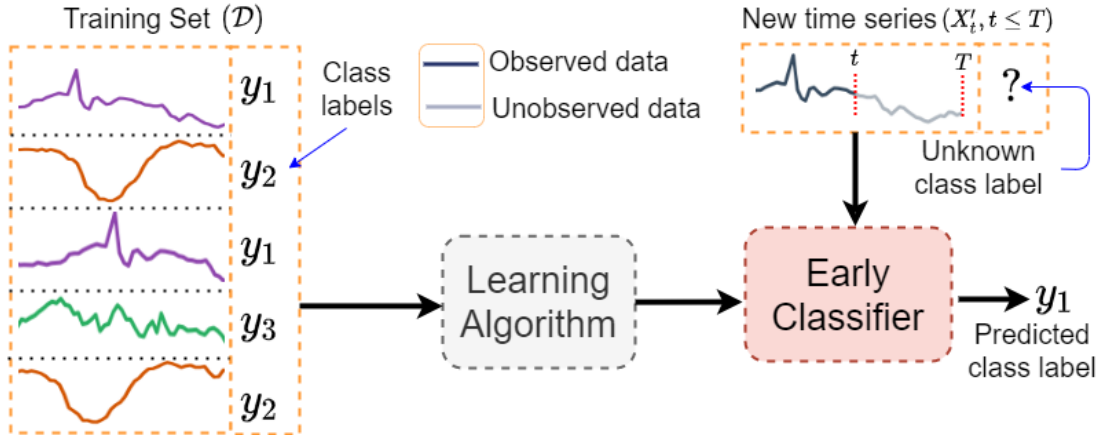 Training Set (𝒟)
y₁
y₂
y₁
y₃
y₂
Class
labels
Observed data
Unobserved data
New time series (X′ₜ, t ≤ T)
t
T
?
Unknown
class label
Learning
Algorithm
Early
Classifier
y₁
Predicted
class label